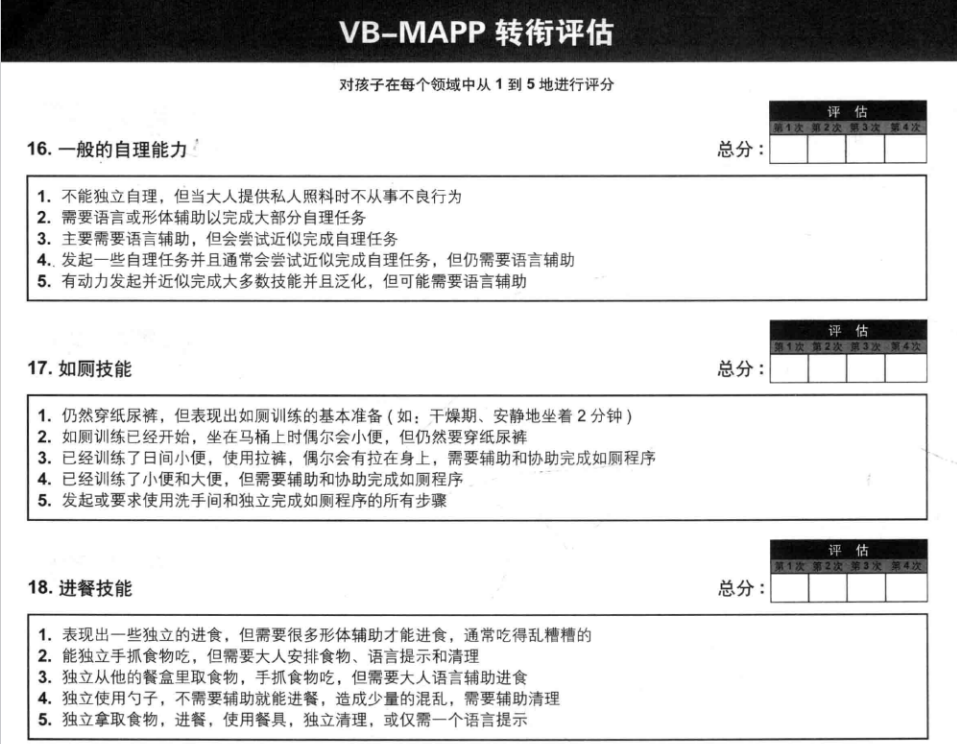 VB-MAPP 转衔评估
对孩子在每个领域中从 1 到 5 地进行评分
评 估
第1次 第2次 第3次 第4次
16. 一般的自理能力 总分：
1. 不能独立自理，但当大人提供私人照料时不从事不良行为
2. 需要语言或形体辅助以完成大部分自理任务
3. 主要需要语言辅助，但会尝试近似完成自理任务
4. 发起一些自理任务并且通常会尝试近似完成自理任务，但仍需要语言辅助
5. 有动力发起并近似完成大多数技能并且泛化，但可能需要语言辅助
评 估
第1次 第2次 第3次 第4次
17. 如厕技能 总分：
1. 仍然穿纸尿裤，但表现出如厕训练的基本准备 ( 如：干燥期、安静地坐着 2 分钟 )
2. 如厕训练已经开始，坐在马桶上时偶尔会小便，但仍然要穿纸尿裤
3. 已经训练了日间小便，使用拉裤，偶尔会有拉在身上，需要辅助和协助完成如厕程序
4. 已经训练了小便和大便，但需要辅助和协助完成如厕程序
5. 发起或要求使用洗手间和独立完成如厕程序的所有步骤
评 估
第1次 第2次 第3次 第4次
18. 进餐技能 总分：
1. 表现出一些独立的进食，但需要很多形体辅助才能进食，通常吃得乱糟糟的
2. 能独立手抓食物吃，但需要大人安排食物、语言提示和清理
3. 独立从他的餐盒里取食物，手抓食物吃，但需要大人语言辅助进食
4. 独立使用勺子，不需要辅助就能进餐，造成少量的混乱，需要辅助清理
5. 独立拿取食物，进餐，使用餐具，独立清理，或仅需一个语言提示